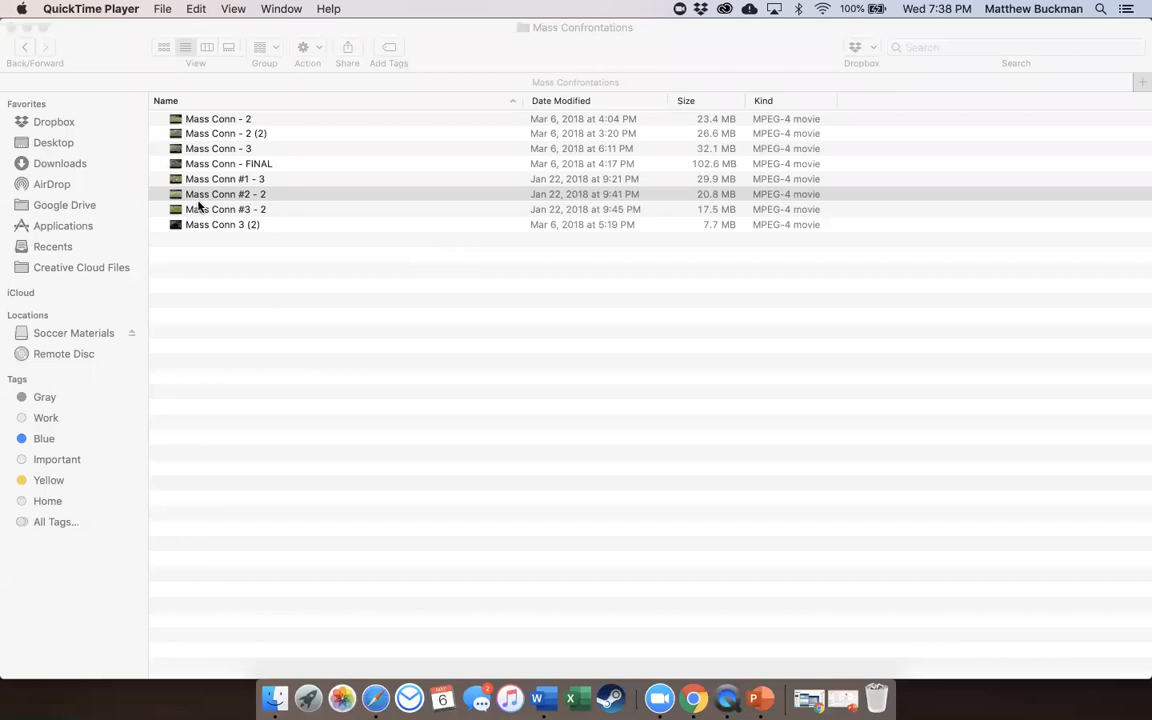 QuickTime Player File Edit View Window Help 100% Wed 7:38 PM Matthew Buckman
Mass Confrontations
Search
Back/Forward View Group Action Share Add Tags Dropbox Search
Mass Confrontations
Favorites
Dropbox
Desktop
Downloads
AirDrop
Google Drive
Applications
Recents
Creative Cloud Files
iCloud
Locations
Soccer Materials
Remote Disc
Tags
Gray
Work
Blue
Important
Yellow
Home
All Tags...
Name Date Modified Size Kind
Mass Conn - 2 Mar 6, 2018 at 4:04 PM 23.4 MB MPEG-4 movie
Mass Conn - 2 (2) Mar 6, 2018 at 3:20 PM 26.6 MB MPEG-4 movie
Mass Conn - 3 Mar 6, 2018 at 6:11 PM 32.1 MB MPEG-4 movie
Mass Conn - FINAL Mar 6, 2018 at 4:17 PM 102.6 MB MPEG-4 movie
Mass Conn #1 - 3 Jan 22, 2018 at 9:21 PM 29.9 MB MPEG-4 movie
Mass Conn #2 - 2 Jan 22, 2018 at 9:41 PM 20.8 MB MPEG-4 movie
Mass Conn #3 - 2 Jan 22, 2018 at 9:45 PM 17.5 MB MPEG-4 movie
Mass Conn 3 (2) Mar 6, 2018 at 5:19 PM 7.7 MB MPEG-4 movie
6
2